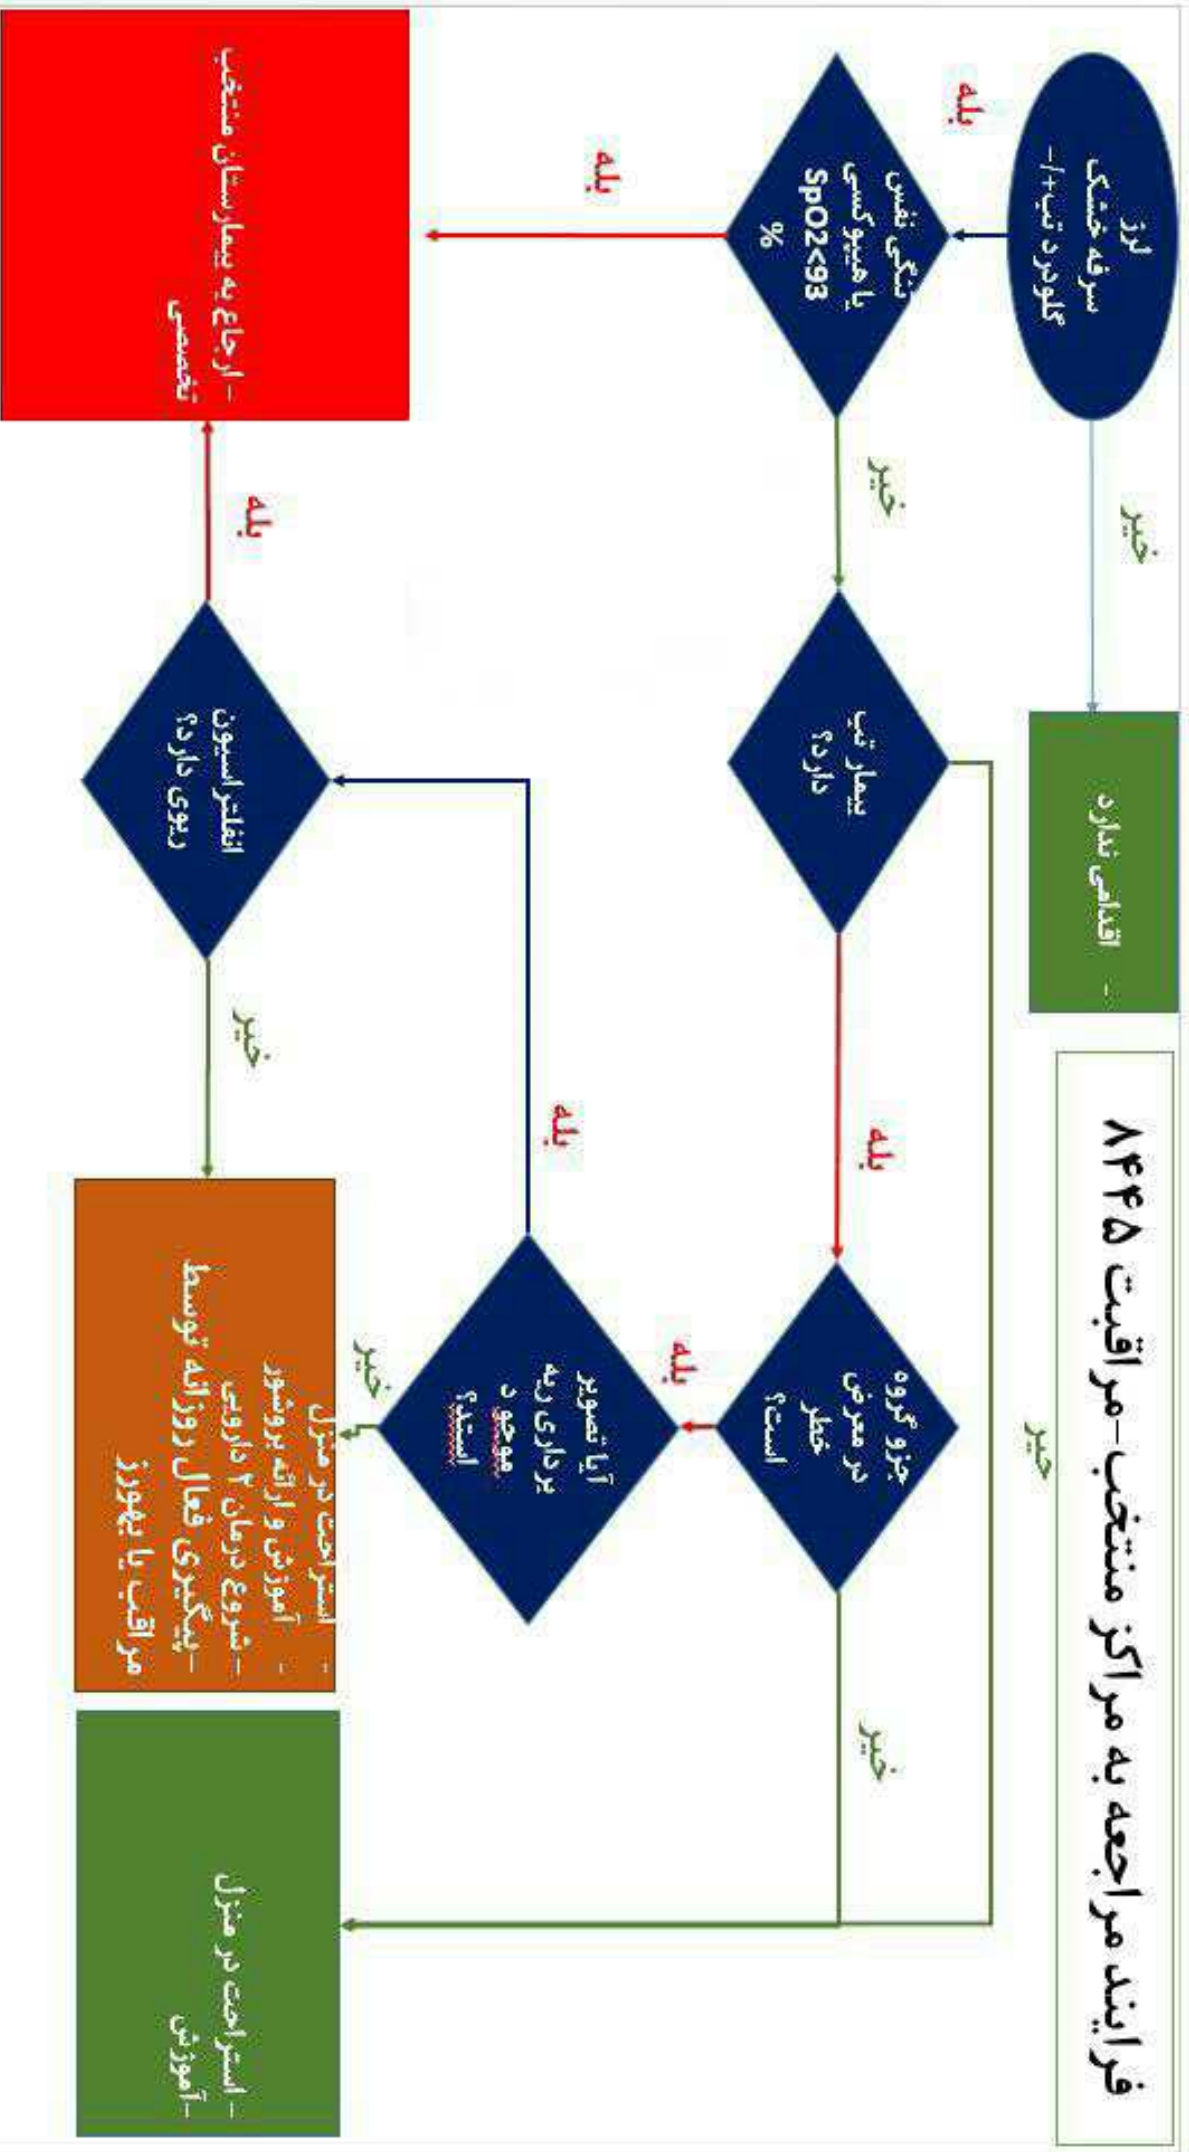 فرایند مراجعه به مراکز منتخب-مراقبت ۸۴۴۵
لرز
سرفه خشک
گلودرد تب+/-
خیر
اقدامی ندارد -
بله
تنگی نفس
یا هیپوکسی
SpO2<93
%
خیر
بیمار تب
دارد؟
خیر
بله
جزو گروه
در معرض
خطر
است؟
خیر
بله
بله
آیا تصویر
برداری ریه
موجود
استد؟
بله
خیر
- ارجاع به بیمارستان منتخب
تخصصی
بله
انفلتراسیون
ریوی دارد؟
خیر
- استراحت در منزل
- آموزش و ارائه بروشور
-شروع درمان ۲ دارویی
-پیگیری فعال روزانه توسط
مراقب یا بهورز
- استراحت در منزل
-آموزش